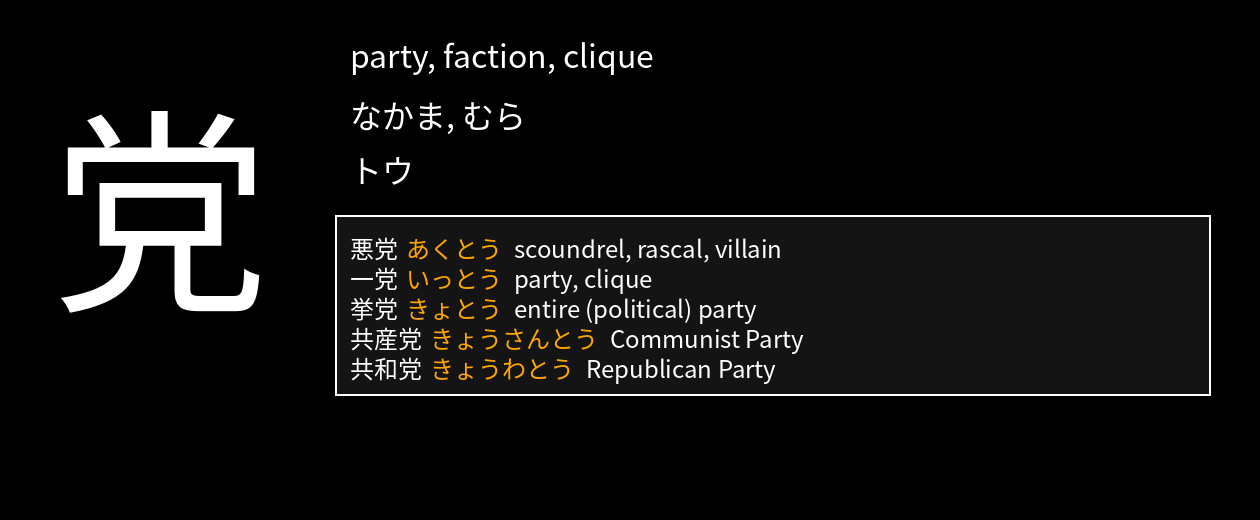 党
party, faction, clique
なかま, むら
トウ
悪党 あくとう scoundrel, rascal, villain
一党 いっとう party, clique
挙党 きょとう entire (political) party
共産党 きょうさんとう Communist Party
共和党 きょうわとう Republican Party